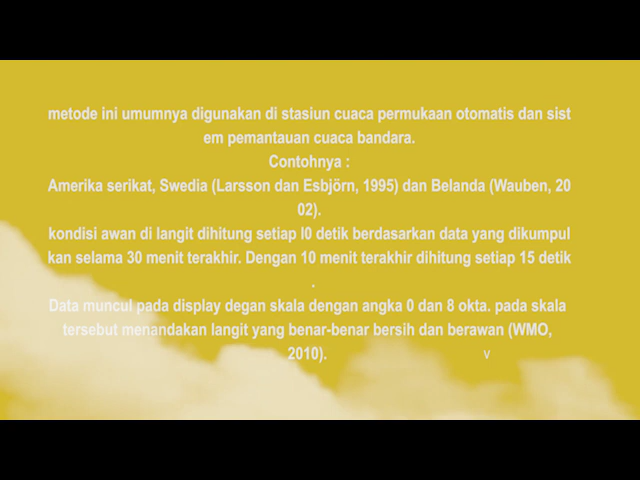 metode ini umumnya digunakan di stasiun cuaca permukaan otomatis dan sist
em pemantauan cuaca bandara.
Contohnya :
Amerika serikat, Swedia (Larsson dan Esbjörn, 1995) dan Belanda (Wauben, 20
02).
kondisi awan di langit dihitung setiap l0 detik berdasarkan data yang dikumpul
kan selama 30 menit terakhir. Dengan 10 menit terakhir dihitung setiap 15 detik
.
Data muncul pada display degan skala dengan angka 0 dan 8 okta. pada skala
tersebut menandakan langit yang benar-benar bersih dan berawan (WMO,
2010). v